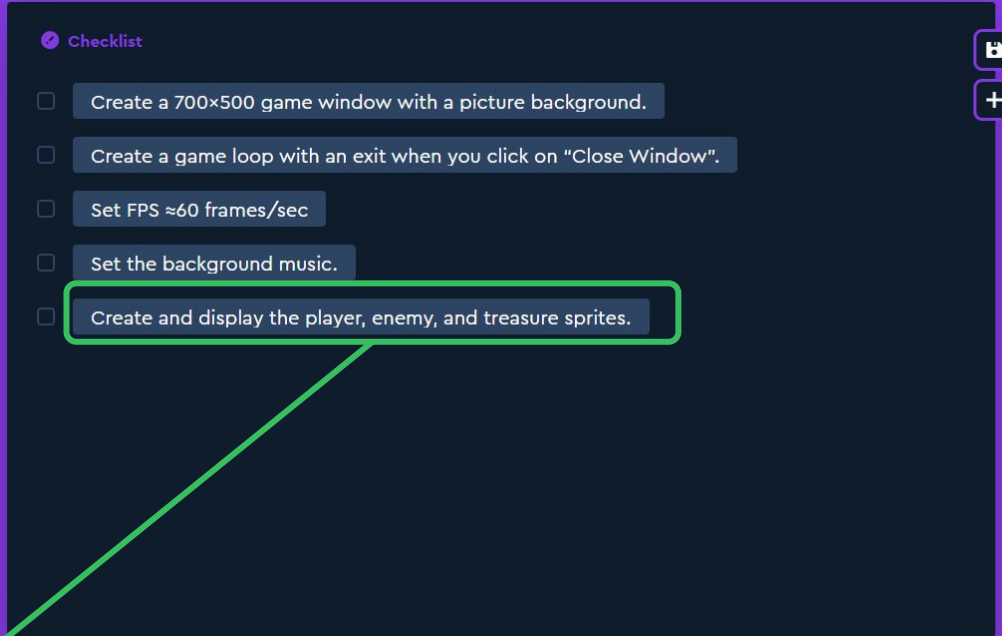 Checklist
Create a 700×500 game window with a picture background.
Create a game loop with an exit when you click on “Close Window”.
Set FPS ≈60 frames/sec
Set the background music.
Create and display the player, enemy, and treasure sprites.